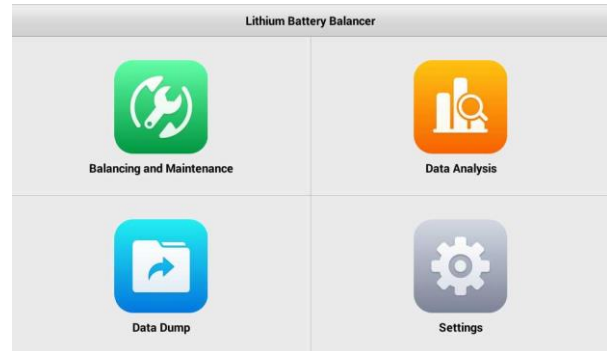 Lithium Battery Balancer
Balancing and Maintenance
Data Analysis
Data Dump
Settings